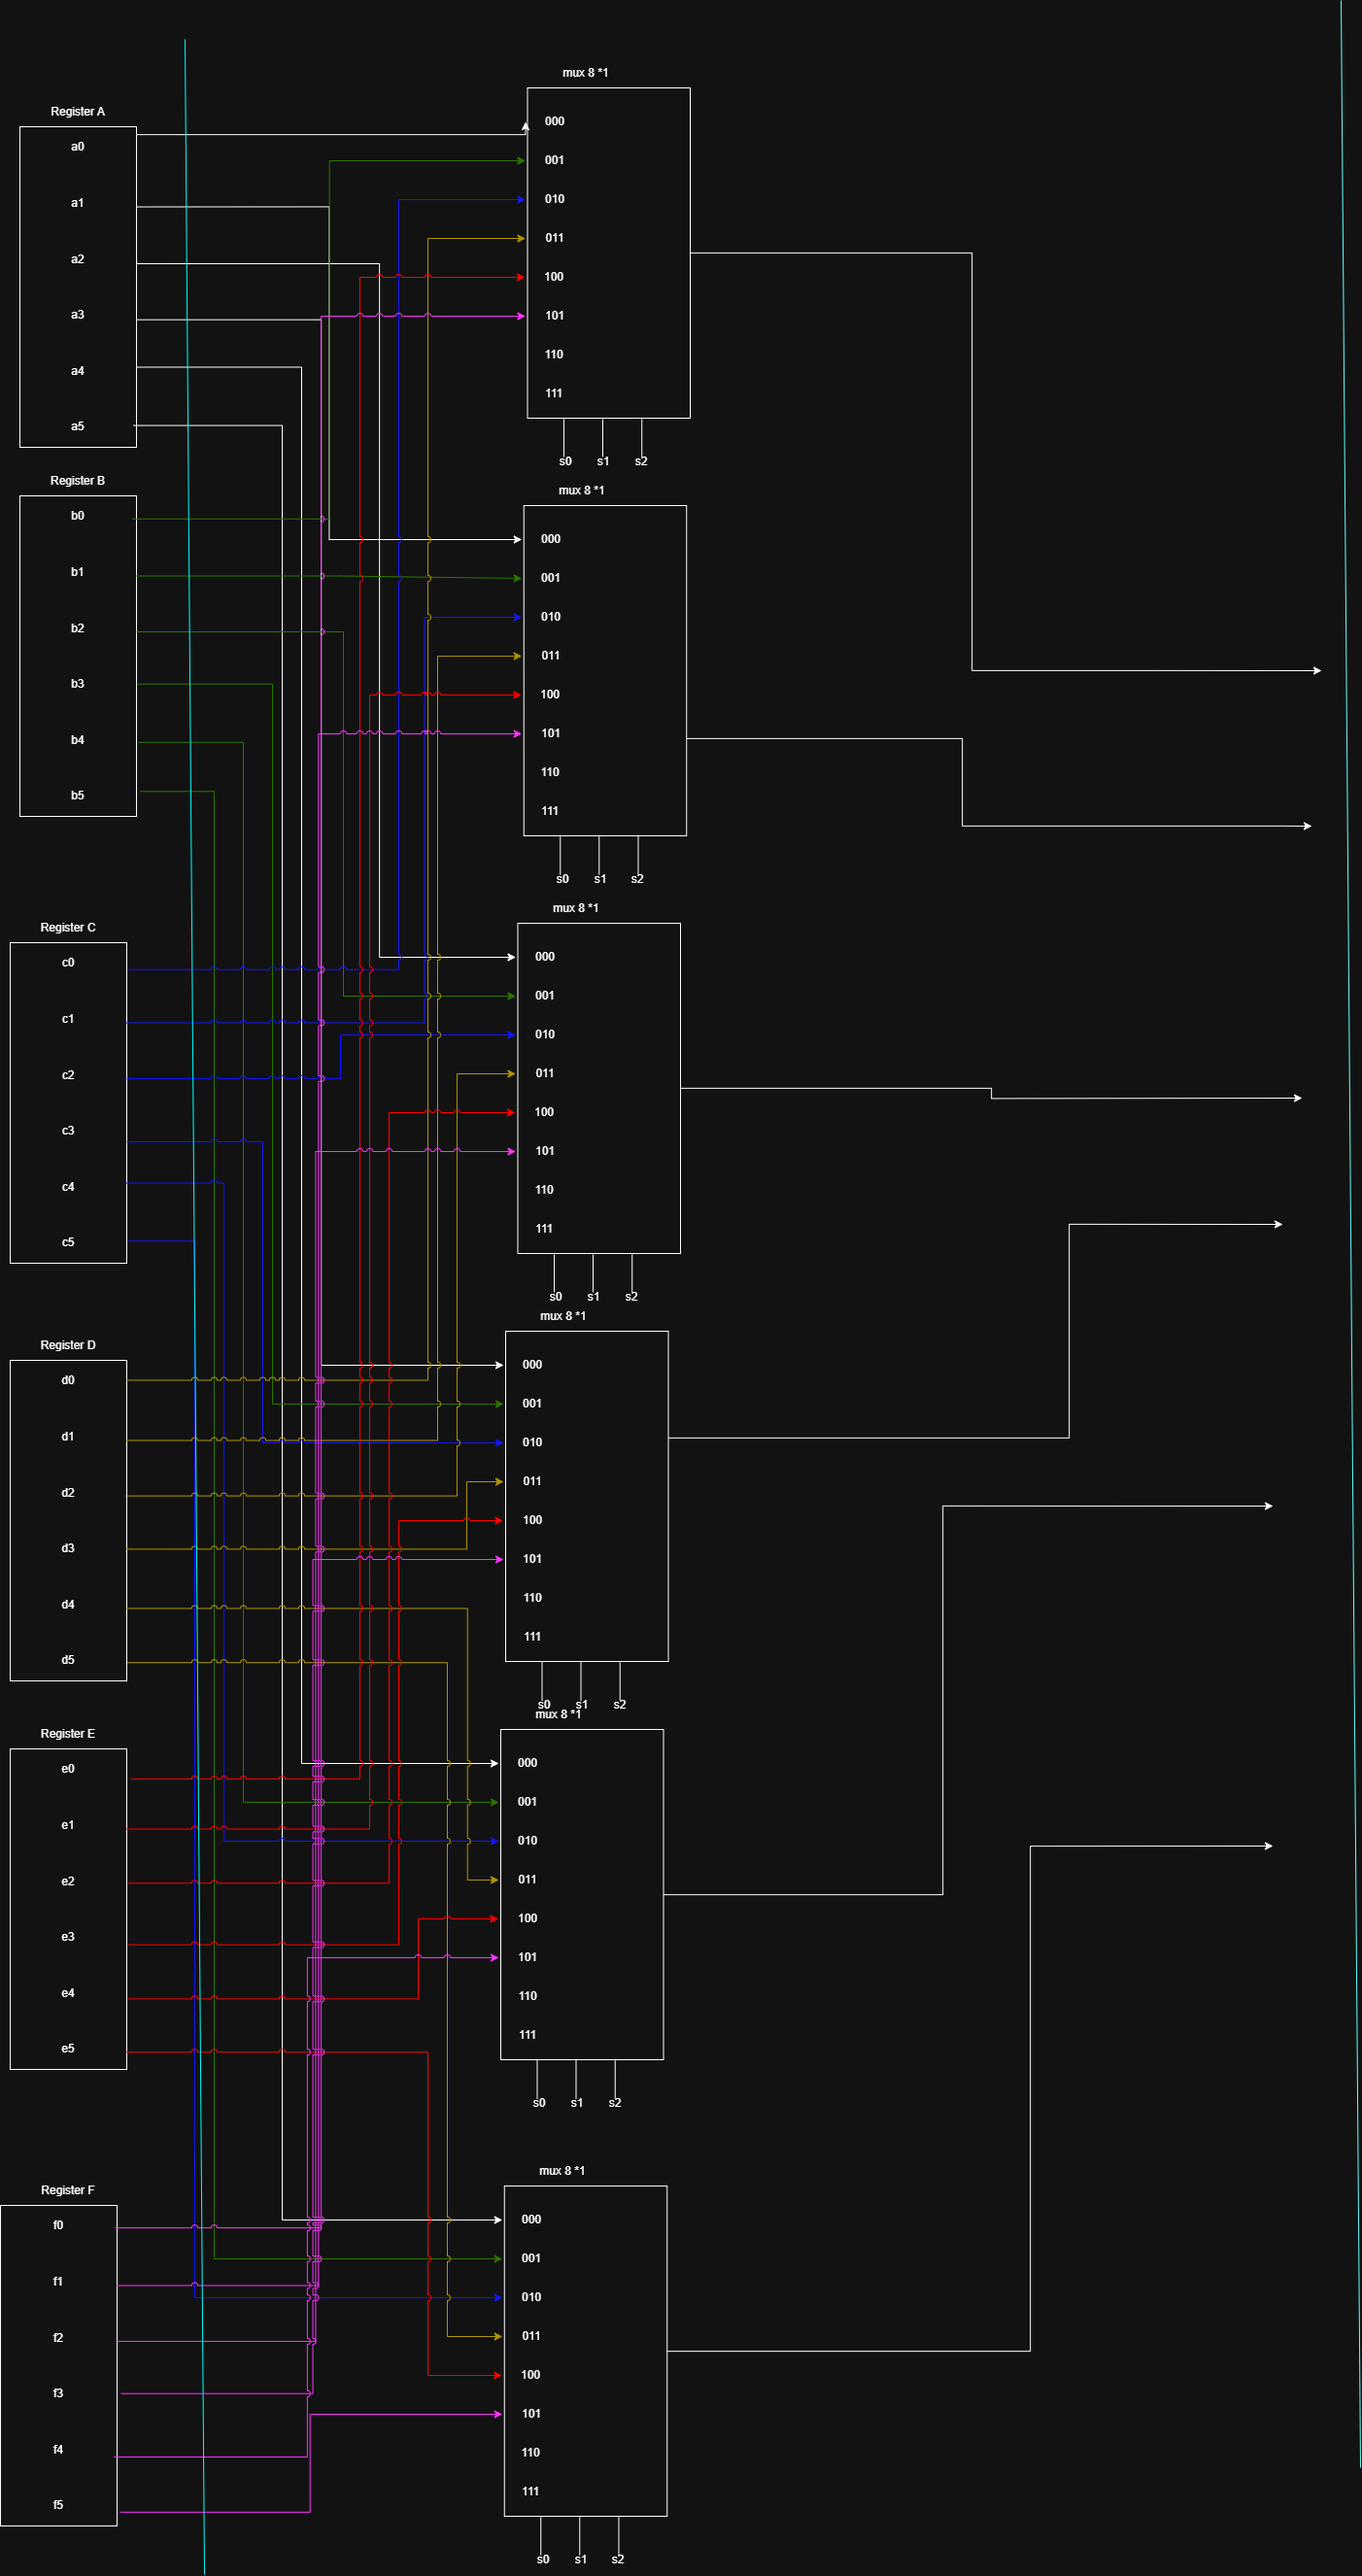 Register A
a0
a1
a2
a3
a4
a5
Register B
b0
b1
b2
b3
b4
b5
Register C
c0
c1
c2
c3
c4
c5
Register D
d0
d1
d2
d3
d4
d5
Register E
e0
e1
e2
e3
e4
e5
Register F
f0
f1
f2
f3
f4
f5
mux 8 *1
000
001
010
011
100
101
110
111
s0 s1 s2
mux 8 *1
000
001
010
011
100
101
110
111
s0 s1 s2
mux 8 *1
000
001
010
011
100
101
110
111
s0 s1 s2
mux 8 *1
000
001
010
011
100
101
110
111
s0 s1 s2
mux 8 *1
000
001
010
011
100
101
110
111
s0 s1 s2
mux 8 *1
000
001
010
011
100
101
110
111
s0 s1 s2